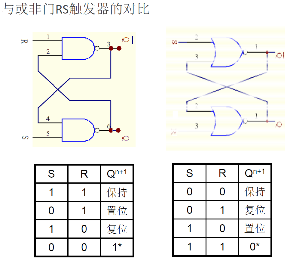 与或非门RS触发器的对比
S R Qn+1
1 1 保持
0 1 置位
1 0 复位
0 0 1*
S R Qn+1
0 0 保持
0 1 复位
1 0 置位
1 1 0*